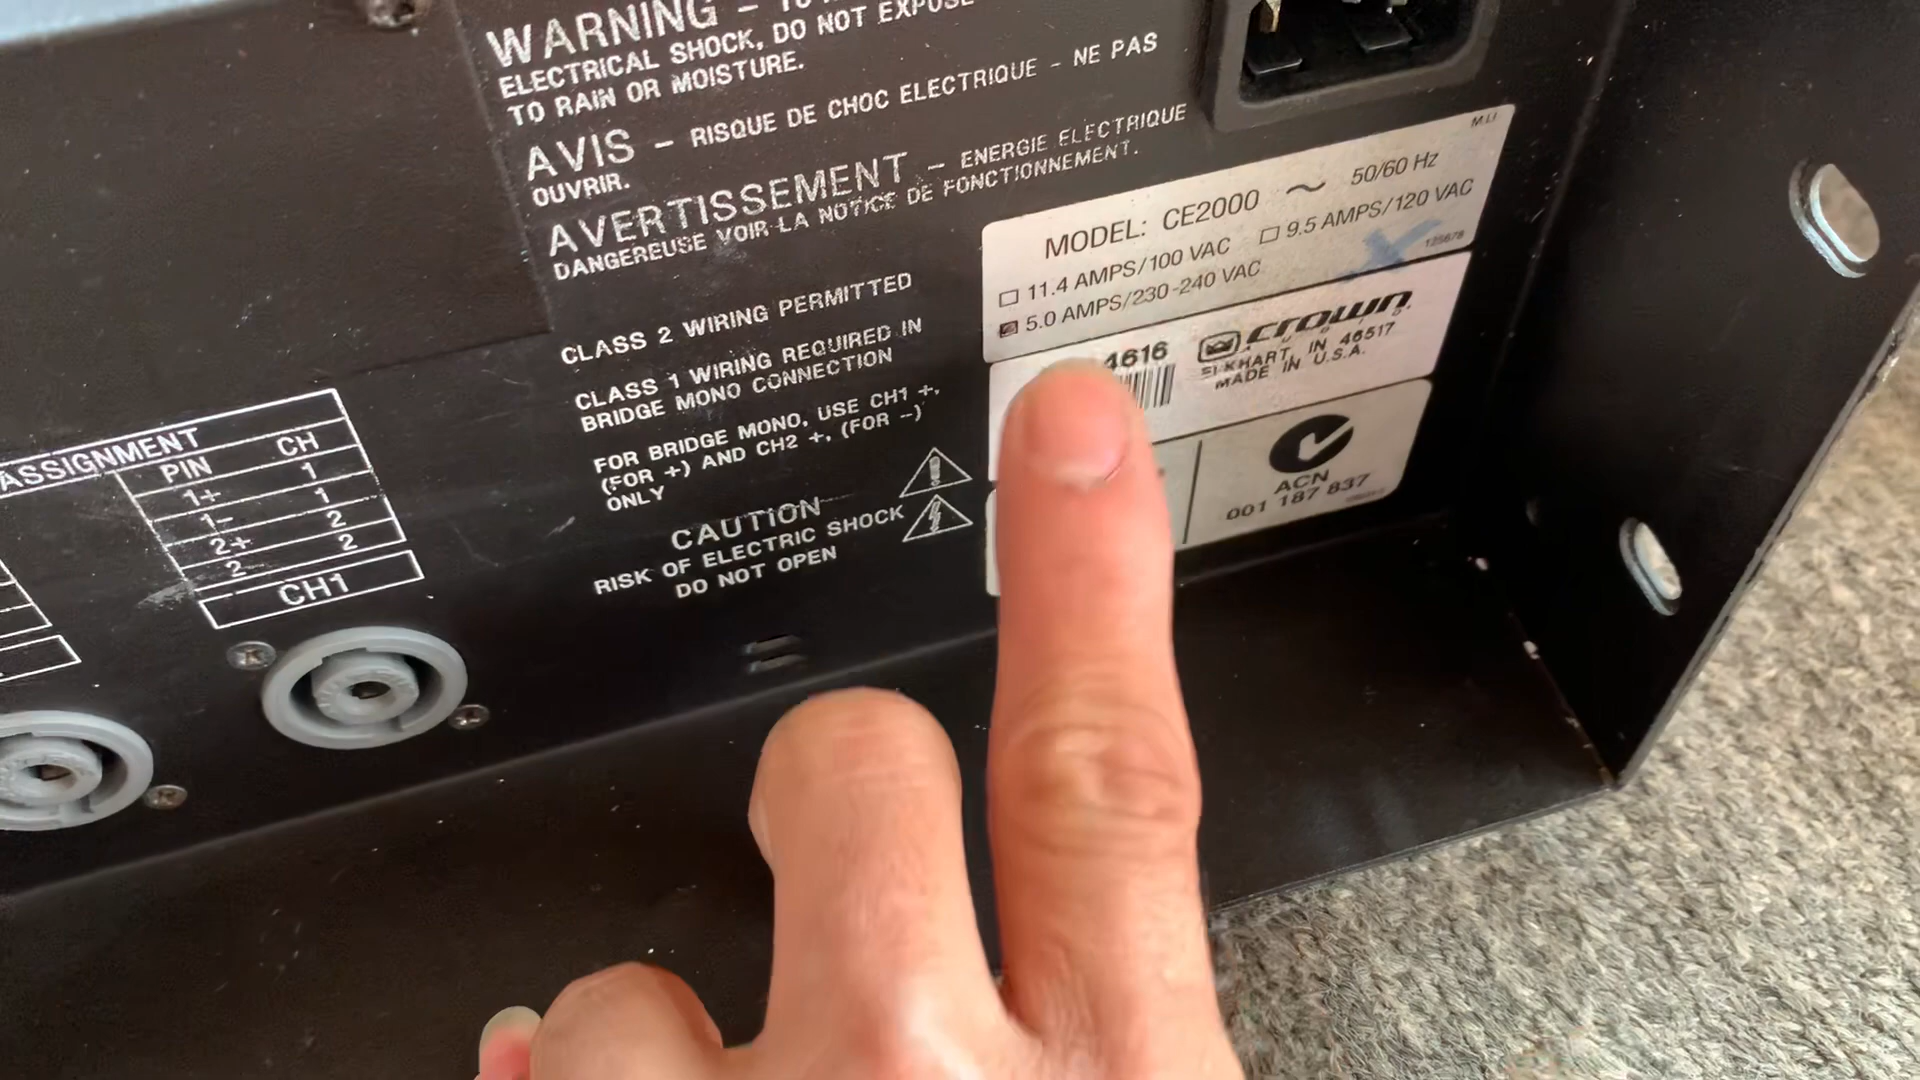 WARNING – TO
ELECTRICAL SHOCK, DO NOT EXPOSE
TO RAIN OR MOISTURE.
AVIS – RISQUE DE CHOC ELECTRIQUE – NE PAS
OUVRIR.
AVERTISSEMENT – ENERGIE ELECTRIQUE
DANGEREUSE VOIR LA NOTICE DE FONCTIONNEMENT.
CLASS 2 WIRING PERMITTED
CLASS 1 WIRING REQUIRED IN
BRIDGE MONO CONNECTION
FOR BRIDGE MONO, USE CH1 +,
(FOR +) AND CH2 +, (FOR –)
ONLY
CAUTION
RISK OF ELECTRIC SHOCK
DO NOT OPEN
MODEL: CE2000 ~ 50/60 Hz
11.4 AMPS/100 VAC 9.5 AMPS/120 VAC
5.0 AMPS/230-240 VAC
125678
4616
crown
ELKHART, IN 46517
MADE IN U.S.A.
ACN
001 187 837
ASSIGNMENT
PIN CH
1+ 1
1– 1
2+ 2
2– 2
CH1